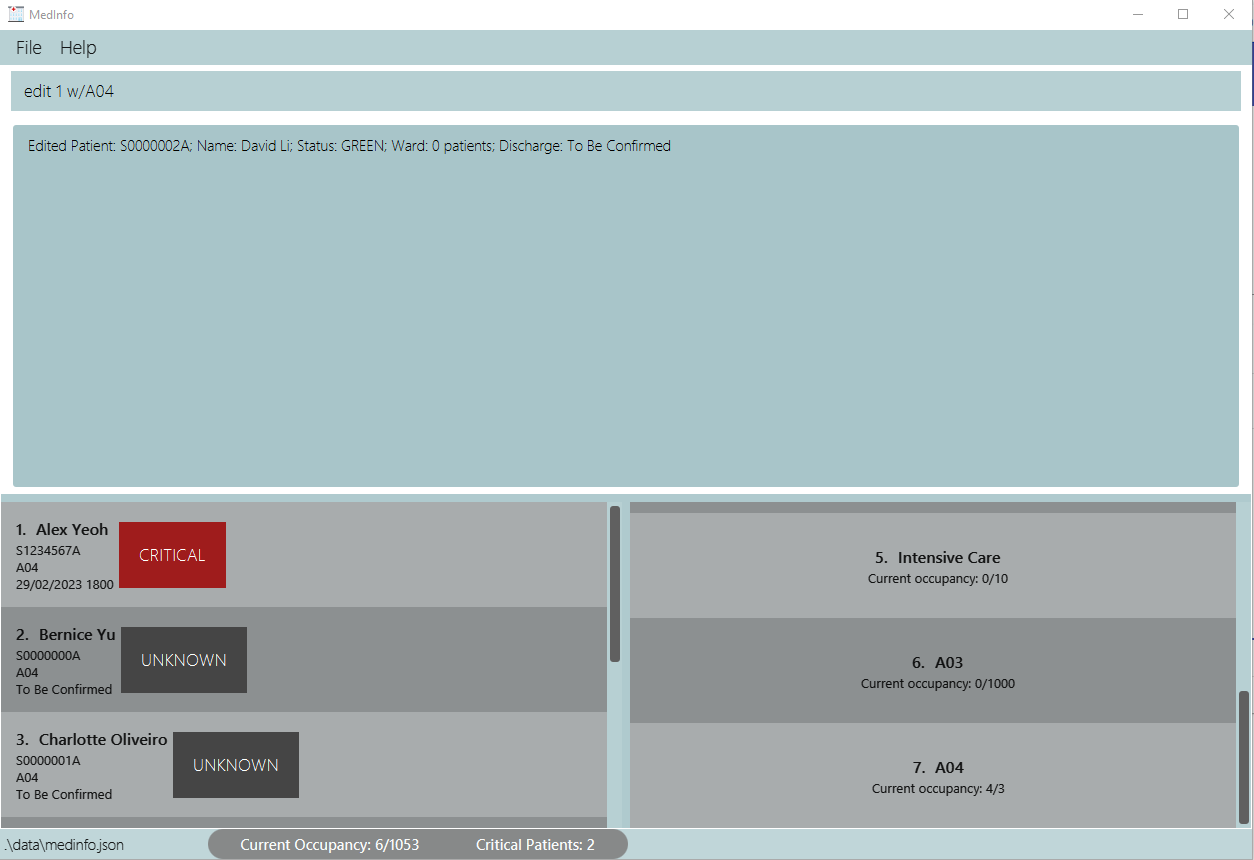 MedInfo
File Help
edit 1 w/A04
Edited Patient: S0000002A; Name: David Li; Status: GREEN; Ward: 0 patients; Discharge: To Be Confirmed
1. Alex Yeoh
S1234567A
A04
29/02/2023 1800
CRITICAL
2. Bernice Yu
S0000000A
A04
To Be Confirmed
UNKNOWN
3. Charlotte Oliveiro
S0000001A
A04
To Be Confirmed
UNKNOWN
5. Intensive Care
Current occupancy: 0/10
6. A03
Current occupancy: 0/1000
7. A04
Current occupancy: 4/3
.\data\medinfo.json
Current Occupancy: 6/1053
Critical Patients: 2